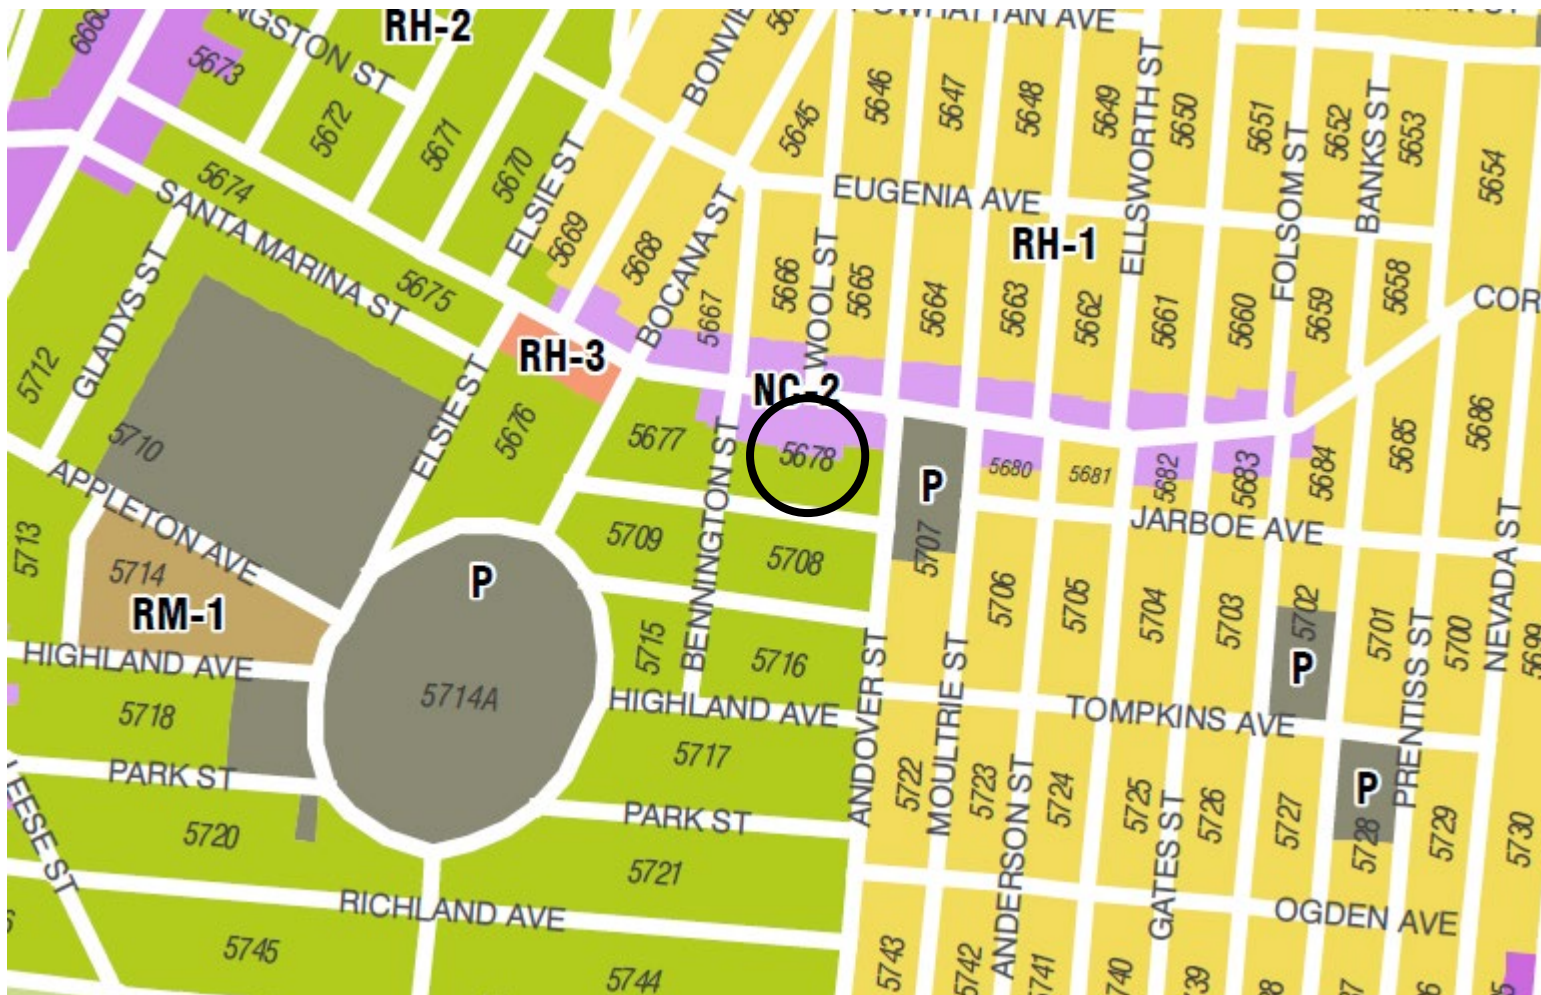 RH-2
BONVIE
ELLSWORTH ST
6660
5673
5672
5671
5670
ELSIE ST
5645
5646
5647
5648
5649
5650
5651
5652
5653
5654
BANKS ST
FOLSOM ST
5674
SANTA MARINA ST
EUGENIA AVE
RH-1
GLADYS ST
5675
5669
5668
BOCANA ST
5667
5666
WOOL ST
5665
5664
5663
5662
5661
5660
5659
5658
COR
5712
RH-3
NC-2
5710
ELSIE ST
5676
5677
BENNINGTON ST
5678
5680
5681
5682
5683
5684
5685
5686
P
APPLETON AVE
5713
5714
RM-1
P
5709
5708
5707
JARBOE AVE
NEVADA ST
5706
5705
5704
5703
5702
P
5701
PRENTISS ST
5700
5699
HIGHLAND AVE
5715
5716
5714A
HIGHLAND AVE
ANDOVER ST
MOULTRIE ST
TOMPKINS AVE
5718
5717
PARK ST
PARK ST
5722
5723
ANDERSON ST
5724
5725
GATES ST
5726
5727
P
5728
5729
5730
LEESE ST
5720
5721
RICHLAND AVE
OGDEN AVE
5745
5744
5743
5742
5741